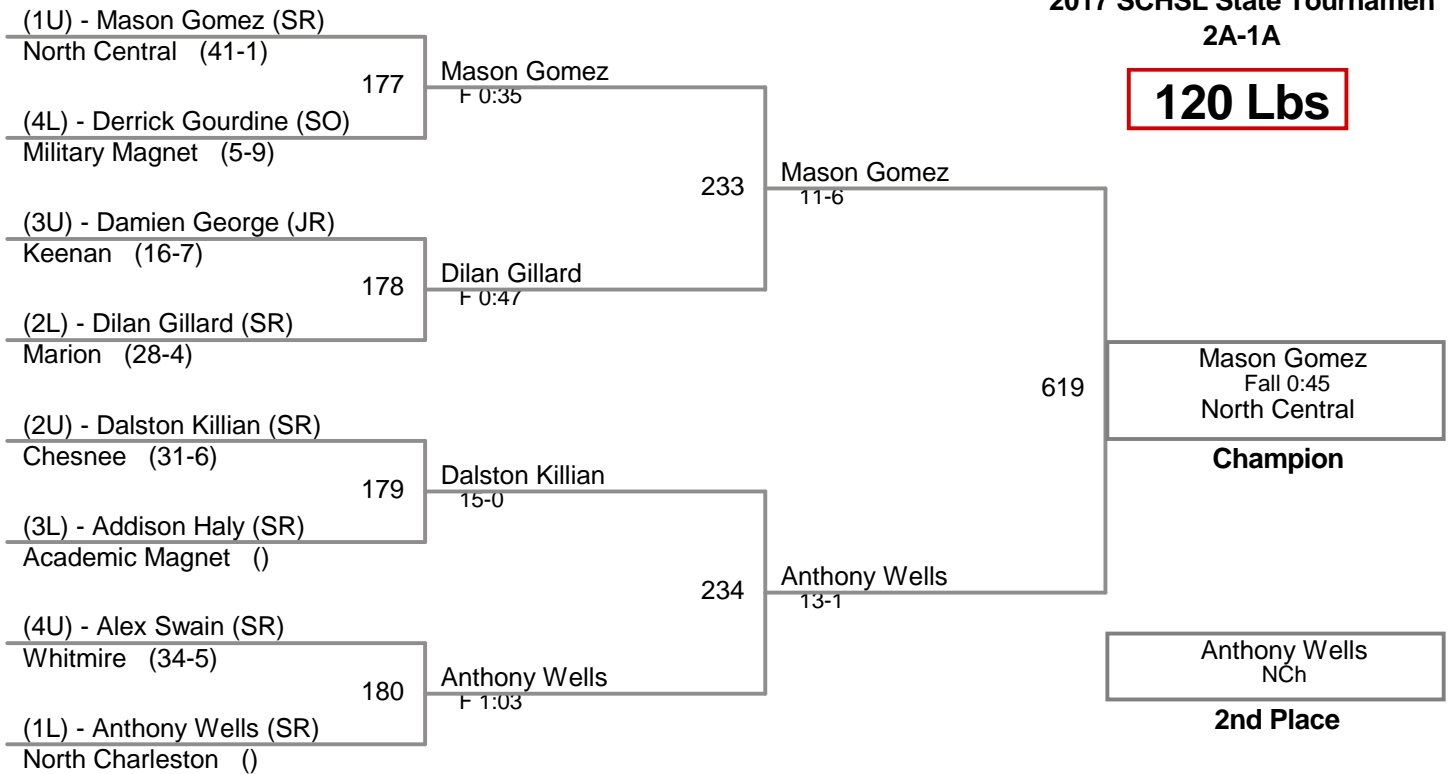 2017 SCHSL State Tournamen
2A-1A
120 Lbs
(1U) - Mason Gomez (SR)
North Central (41-1)
177
(4L) - Derrick Gourdine (SO)
Military Magnet (5-9)
Mason Gomez
F 0:35
(3U) - Damien George (JR)
Keenan (16-7)
178
(2L) - Dilan Gillard (SR)
Marion (28-4)
Dilan Gillard
F 0:47
233
Mason Gomez
11-6
(2U) - Dalston Killian (SR)
Chesnee (31-6)
179
(3L) - Addison Haly (SR)
Academic Magnet ()
Dalston Killian
15-0
(4U) - Alex Swain (SR)
Whitmire (34-5)
180
(1L) - Anthony Wells (SR)
North Charleston ()
Anthony Wells
F 1:03
234
Anthony Wells
13-1
619
Mason Gomez
Fall 0:45
North Central
Champion
Anthony Wells
NCh
2nd Place